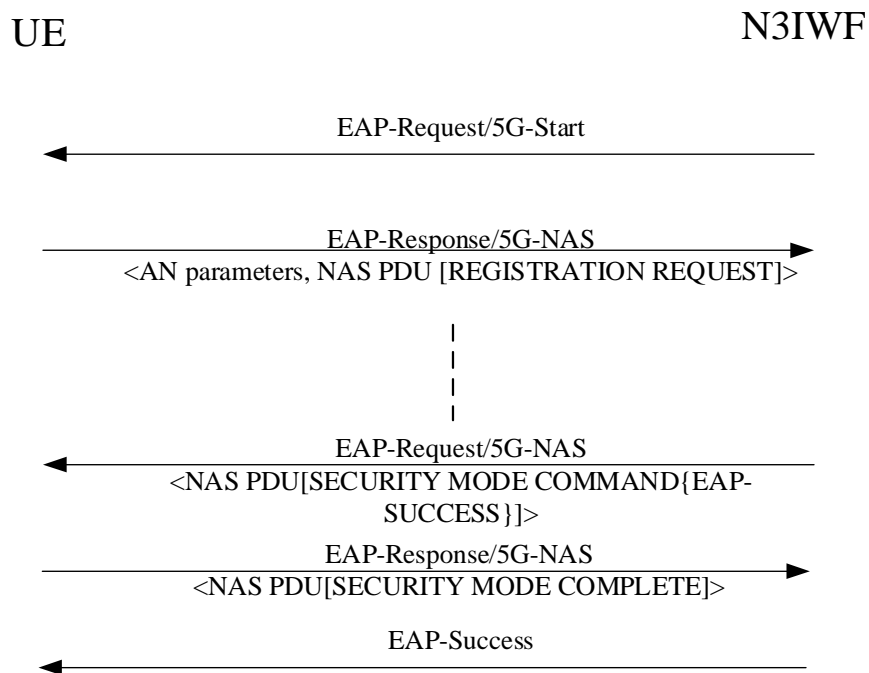 UE
N3IWF
EAP-Request/5G-Start
EAP-Response/5G-NAS
<AN parameters, NAS PDU [REGISTRATION REQUEST]>
EAP-Request/5G-NAS
<NAS PDU[SECURITY MODE COMMAND{EAP-
SUCCESS}]>
EAP-Response/5G-NAS
<NAS PDU[SECURITY MODE COMPLETE]>
EAP-Success